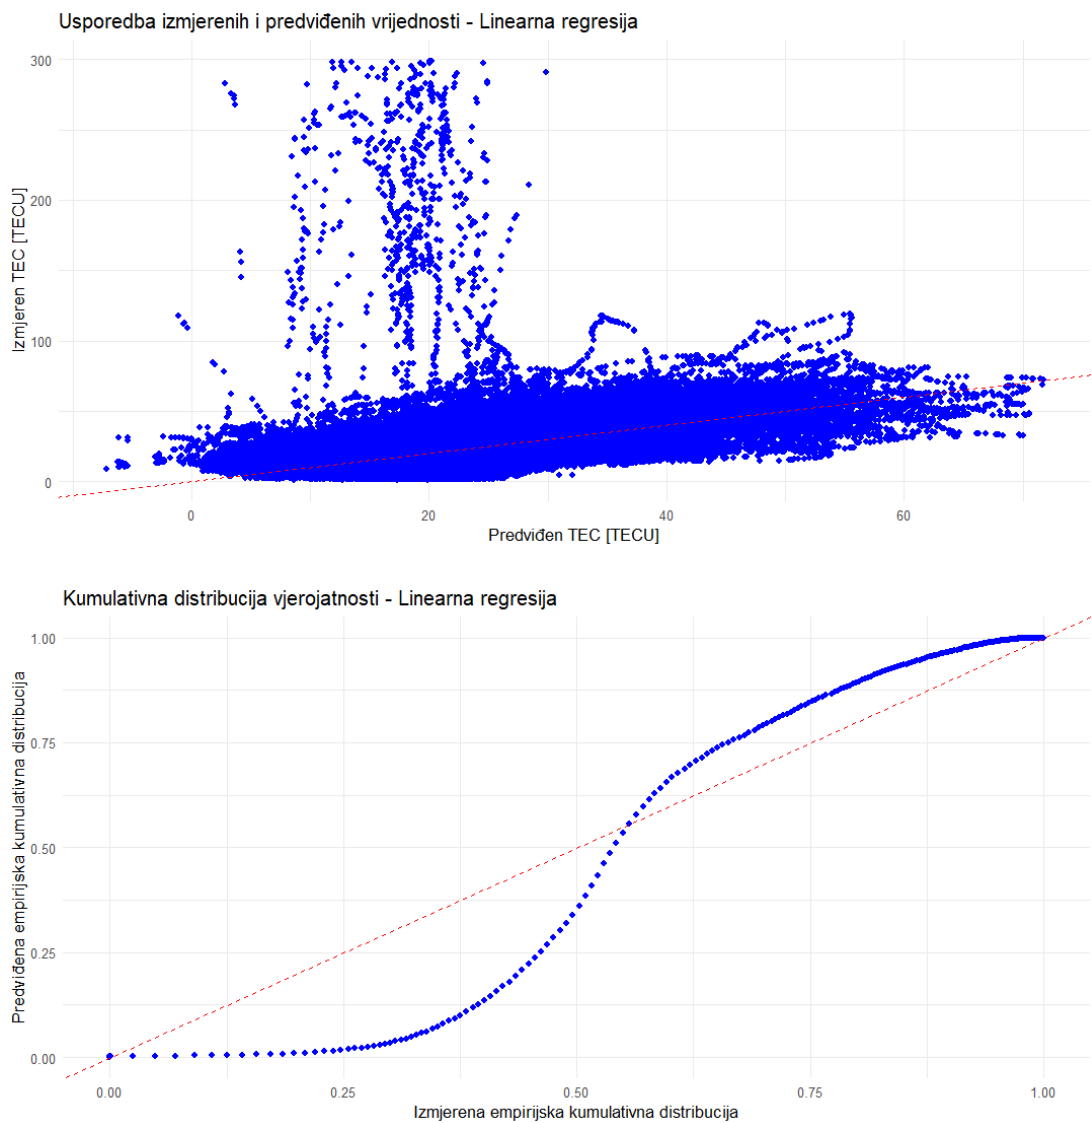 Usporedba izmjerenih i predviđenih vrijednosti - Linearna regresija
300
200
100
0
Izmjeren TEC [TECU]
0 20 40 60
Predviđen TEC [TECU]
Kumulativna distribucija vjerojatnosti - Linearna regresija
1.00
0.75
0.50
0.25
0.00
Predviđena empirijska kumulativna distribucija
0.00 0.25 0.50 0.75 1.00
Izmjerena empirijska kumulativna distribucija